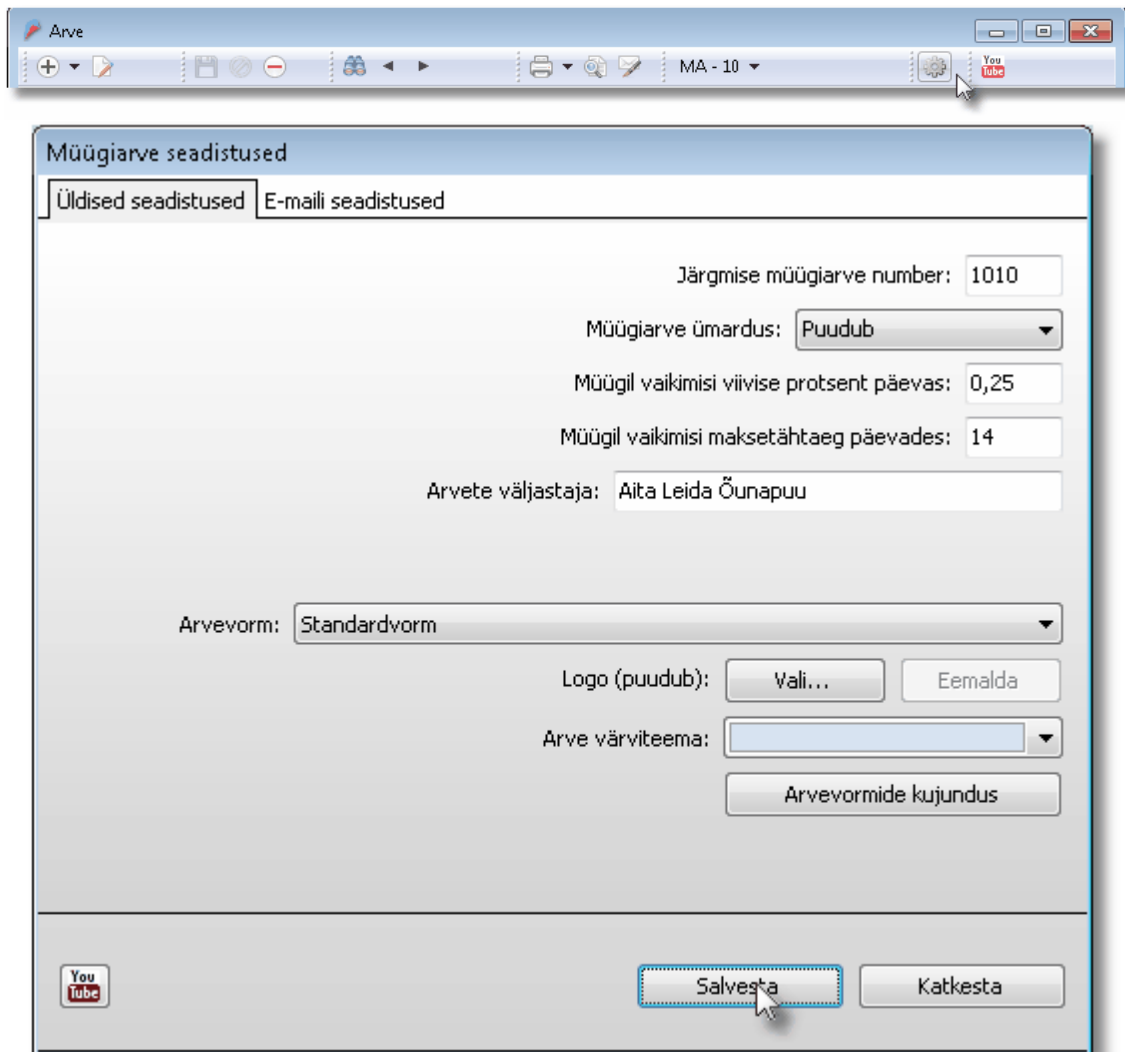 Arve
MA - 10
You Tube
Müügiarve seadistused
Üldised seadistused E-maili seadistused
Järgmise müügiarve number: 1010
Müügiarve ümardus: Puudub
Müügil vaikimisi viivise protsent päevas: 0,25
Müügil vaikimisi maksetähtaeg päevades: 14
Arvete väljastaja: Aita Leida Õunapuu
Arvevorm: Standardvorm
Logo (puudub): Vali... Eemalda
Arve värviteema:
Arvevormide kujundus
You Tube
Salvesta Katkesta